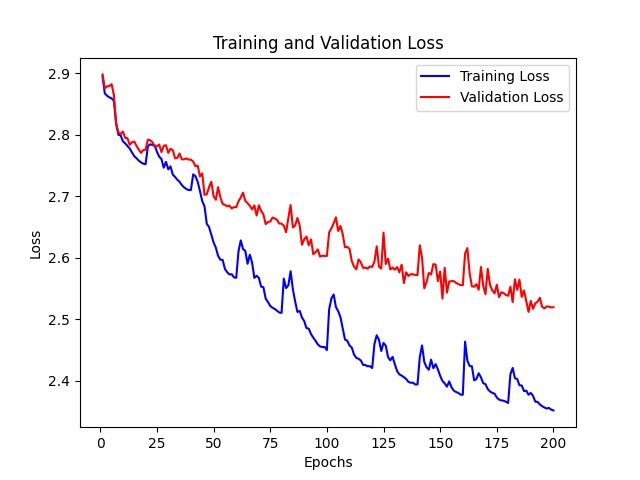 Training and Validation Loss
Training Loss
Validation Loss
2.9
2.8
2.7
2.6
2.5
2.4
Loss
0 25 50 75 100 125 150 175 200
Epochs